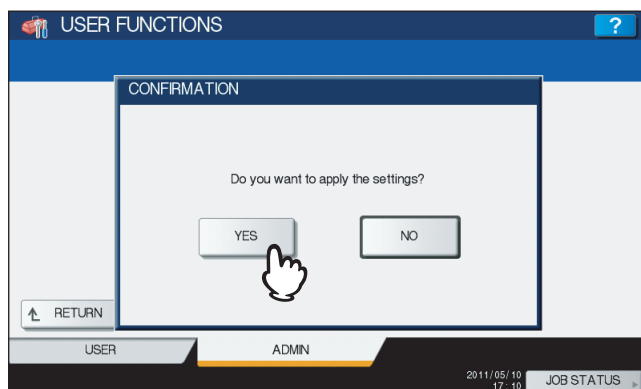 USER FUNCTIONS
?
CONFIRMATION
Do you want to apply the settings?
YES
NO
RETURN
USER
ADMIN
2011/05/10
17:10
JOB STATUS